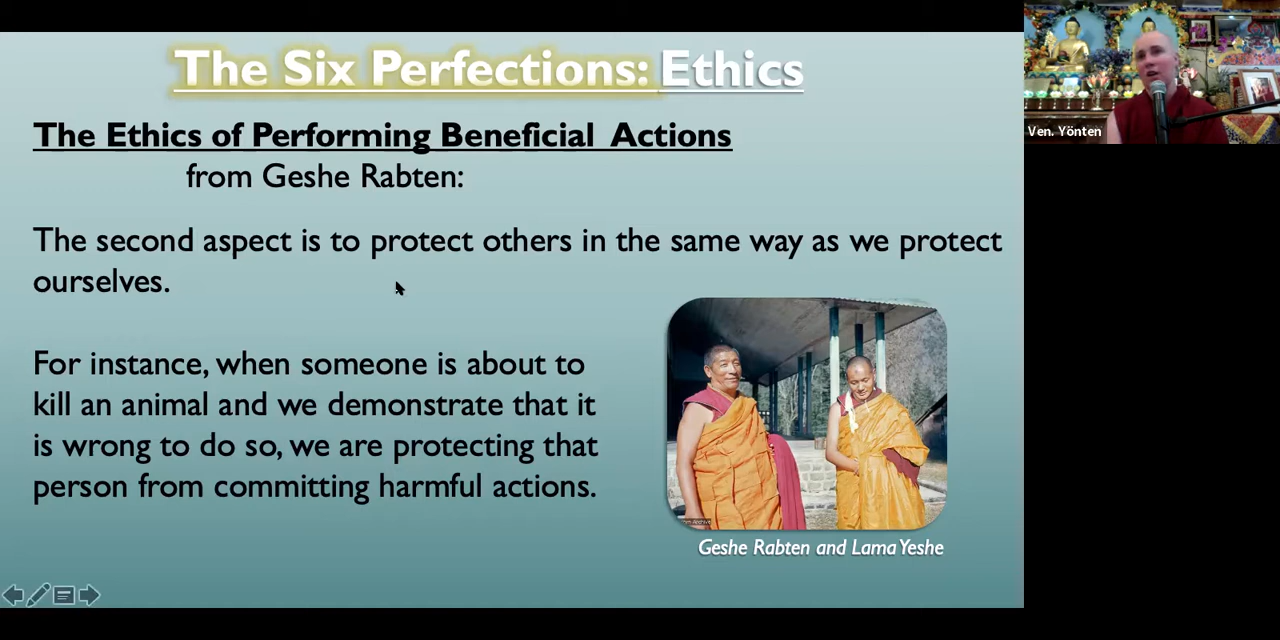 The Six Perfections: Ethics
The Ethics of Performing Beneficial Actions
from Geshe Rabten:
The second aspect is to protect others in the same way as we protect
ourselves.
For instance, when someone is about to
kill an animal and we demonstrate that it
is wrong to do so, we are protecting that
person from committing harmful actions.
Geshe Rabten and Lama Yeshe
Ven. Yönten